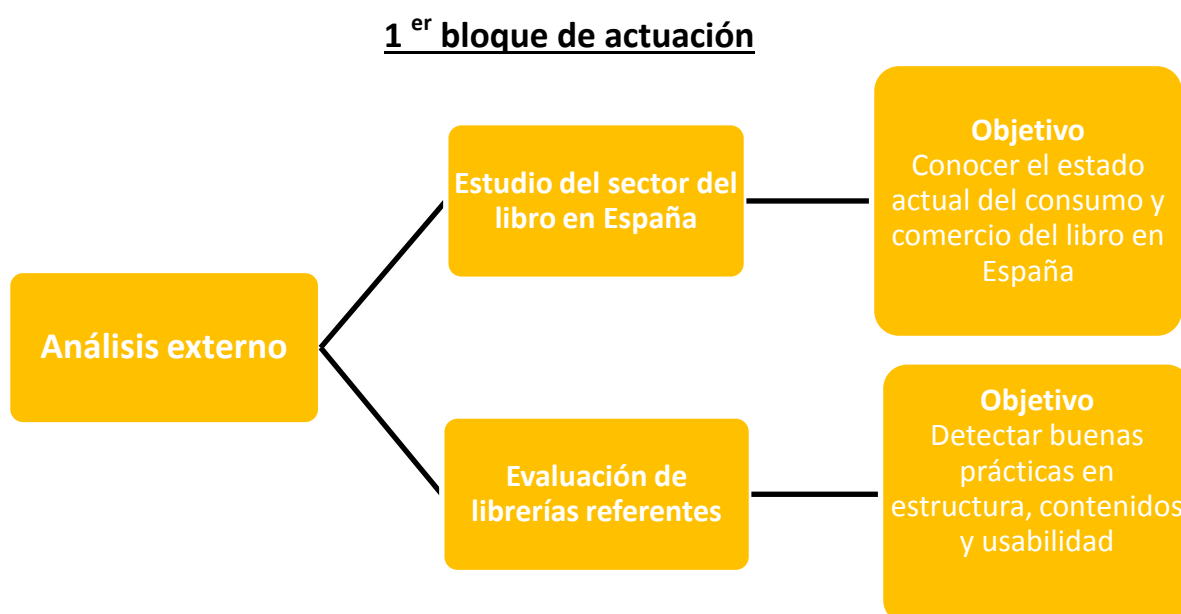 1 er bloque de actuación
Análisis externo
Estudio del sector del
libro en España
Objetivo
Conocer el estado
actual del consumo y
comercio del libro en
España
Evaluación de
librerías referentes
Objetivo
Detectar buenas
prácticas en
estructura, contenidos
y usabilidad